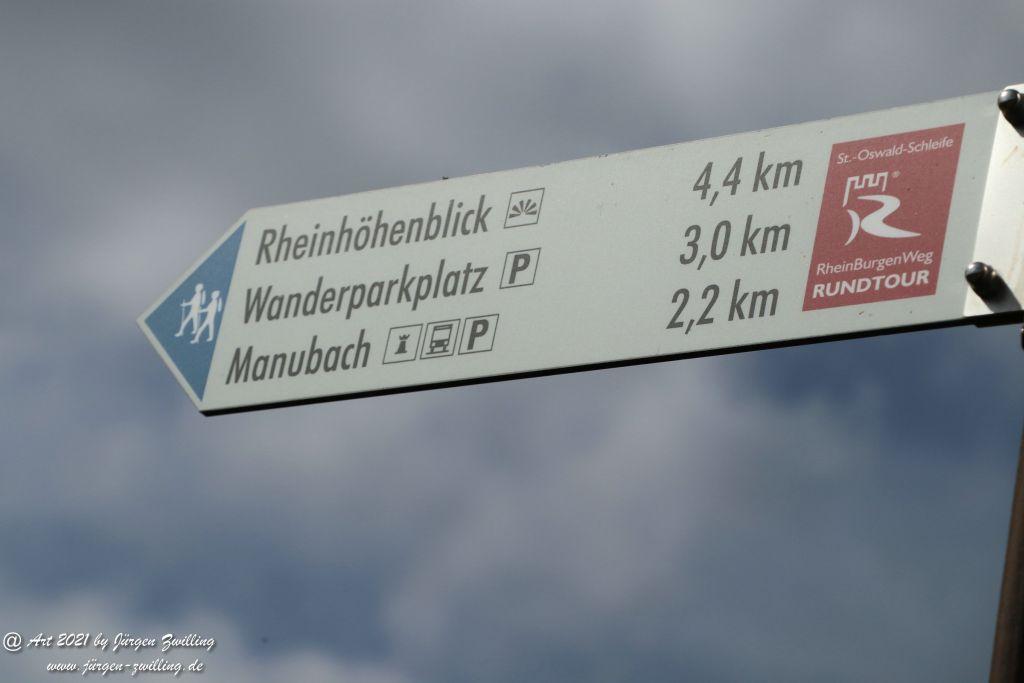 Rheinhöhenblick 4,4 km
Wanderparkplatz P 3,0 km
Manubach P 2,2 km
St.-Oswald-Schleife
®
RheinBurgenWeg
RUNDTOUR
@ Art 2021 by Jürgen Zwilling
www.jürgen-zwilling.de